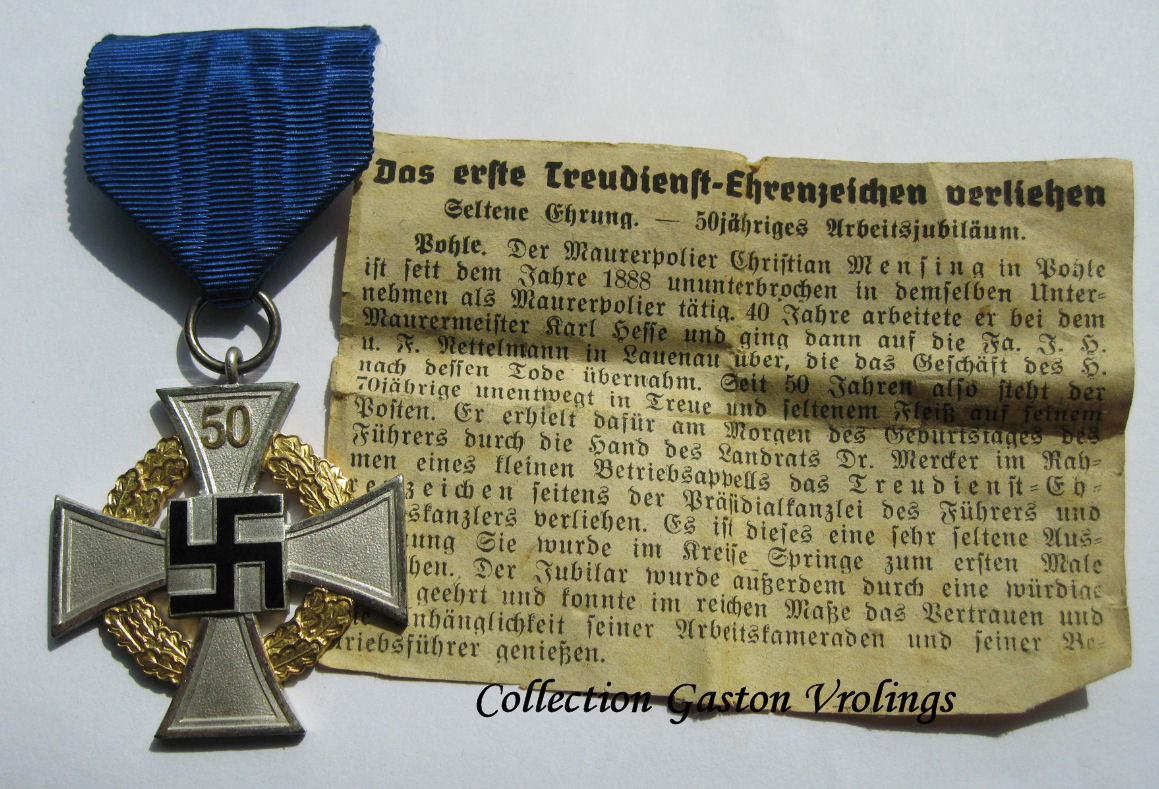 50
Das erste Treudienst-Ehrenzeichen verliehen
Seltene Ehrung. — 50jähriges Arbeitsjubiläum.
Pohle. Der Maurerpolier Christian Mensing in Pohle
ist seit dem Jahre 1888 ununterbrochen in demselben Unter-
nehmen als Maurerpolier tätig. 40 Jahre arbeitete er bei dem
Maurermeister Karl Hesse und ging dann auf die Fa. J. H.
u. F. Nettelmann in Lauenau über, die das Geschäft des H.
nach dessen Tode übernahm. Seit 50 Jahren also steht der
70jährige unentwegt in Treue und seltenem Fleiß auf seinem
Posten. Er erhielt dafür am Morgen des Geburtstages des
Führers durch die Hand des Landrats Dr. Mercker im Rah-
men eines kleinen Betriebsappells das Treudienst-Eh-
renzeichen seitens der Präsidialkanzlei des Führers und
skanzlers verliehen. Es ist dieses eine sehr seltene Aus-
ung Sie wurde im Kreise Springe zum ersten Male
hen. Der Jubilar wurde außerdem durch eine würdige
geehrt und konnte im reichen Maße das Vertrauen und
nhänglichkeit seiner Arbeitskameraden und seiner Be-
triebsführer genießen.
Collection Gaston Vrolings